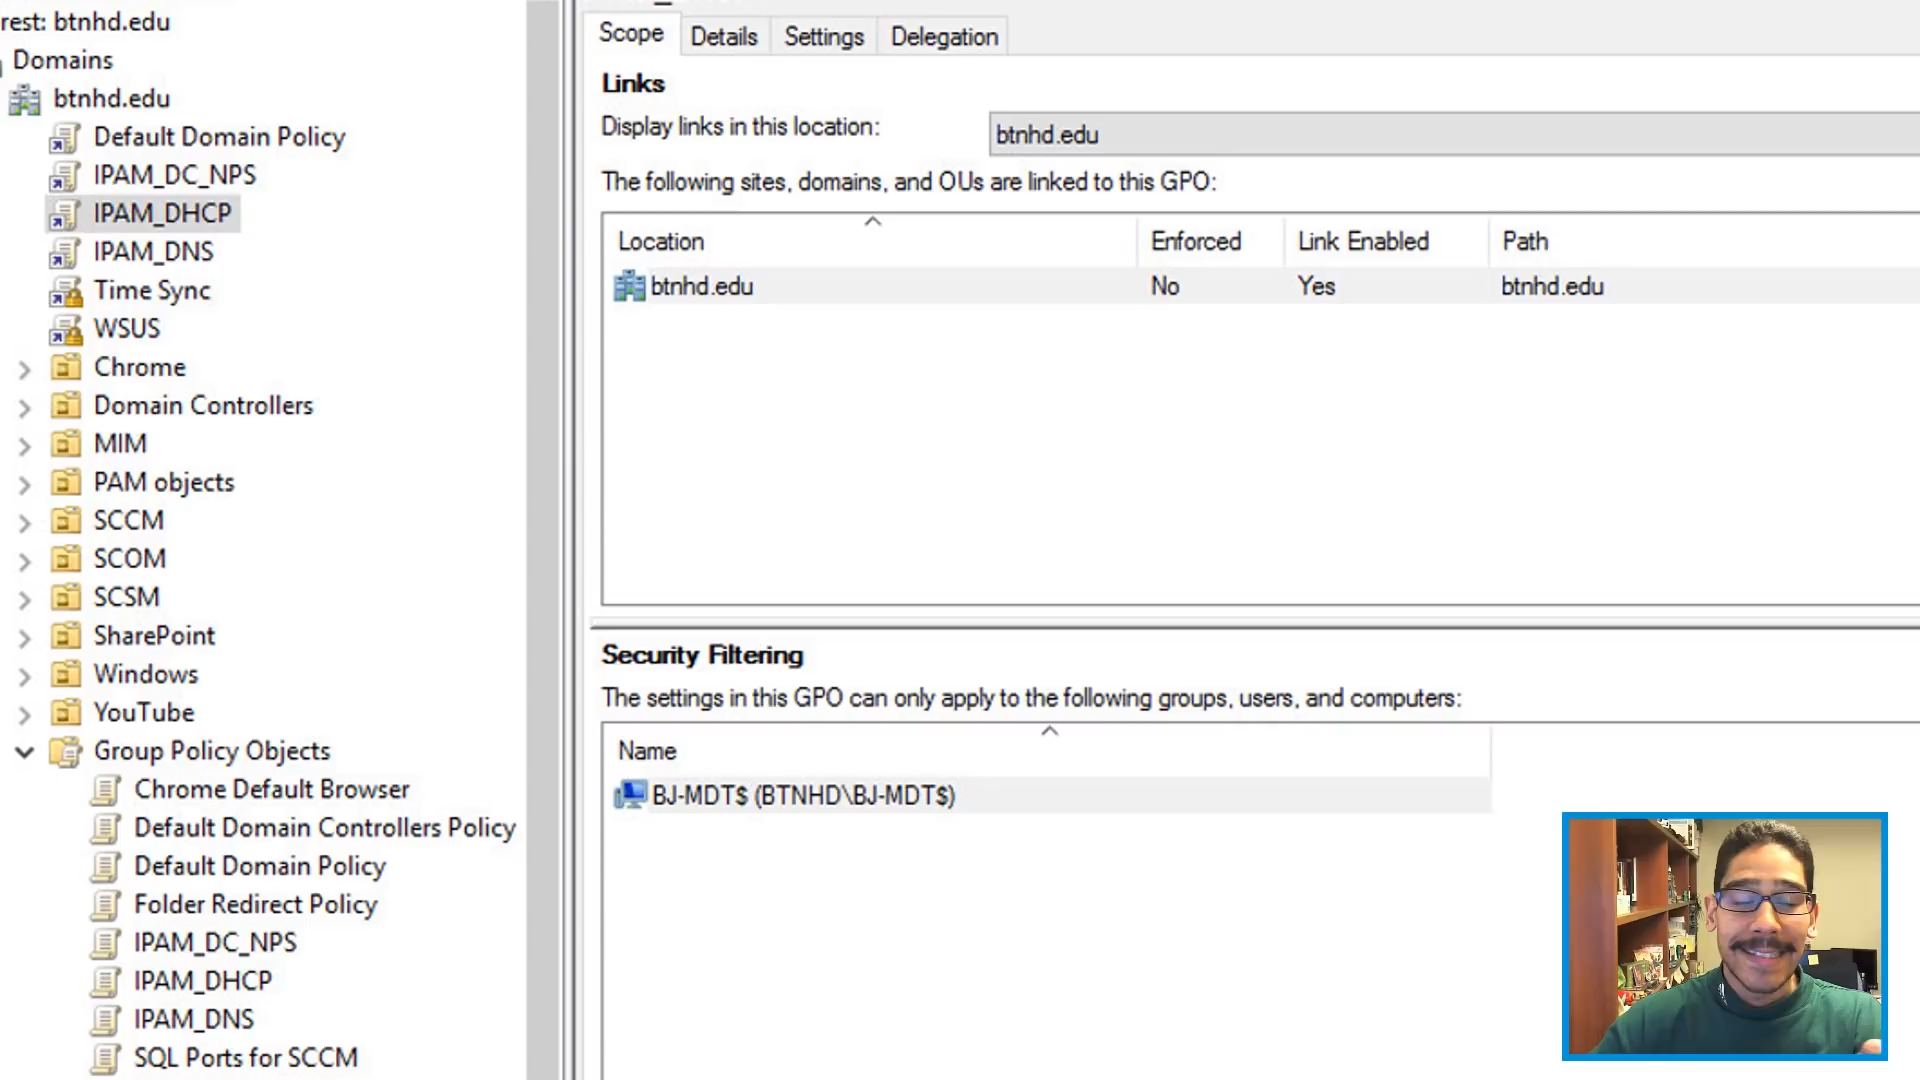 rest: btnhd.edu
Domains
btnhd.edu
Default Domain Policy
IPAM_DC_NPS
IPAM_DHCP
IPAM_DNS
Time Sync
WSUS
Chrome
Domain Controllers
MIM
PAM objects
SCCM
SCOM
SCSM
SharePoint
Windows
YouTube
Group Policy Objects
Chrome Default Browser
Default Domain Controllers Policy
Default Domain Policy
Folder Redirect Policy
IPAM_DC_NPS
IPAM_DHCP
IPAM_DNS
SQL Ports for SCCM
Scope Details Settings Delegation
Links
Display links in this location: btnhd.edu
The following sites, domains, and OUs are linked to this GPO:
Location Enforced Link Enabled Path
btnhd.edu No Yes btnhd.edu
Security Filtering
The settings in this GPO can only apply to the following groups, users, and computers:
Name
BJ-MDT$ (BTNHD\BJ-MDT$)